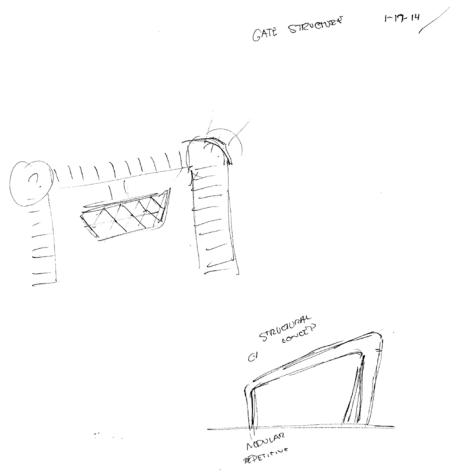 GATE STRUCTURE 1-17-14
?
STRUCTURAL
CONCEPT
MODULAR
REPETITIVE